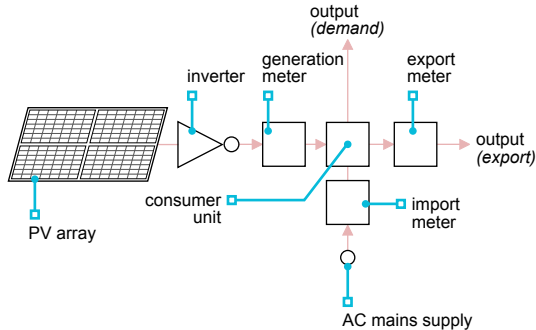 output
(demand)
generation
meter
export
meter
inverter
output
(export)
consumer
unit
import
meter
PV array
AC mains supply